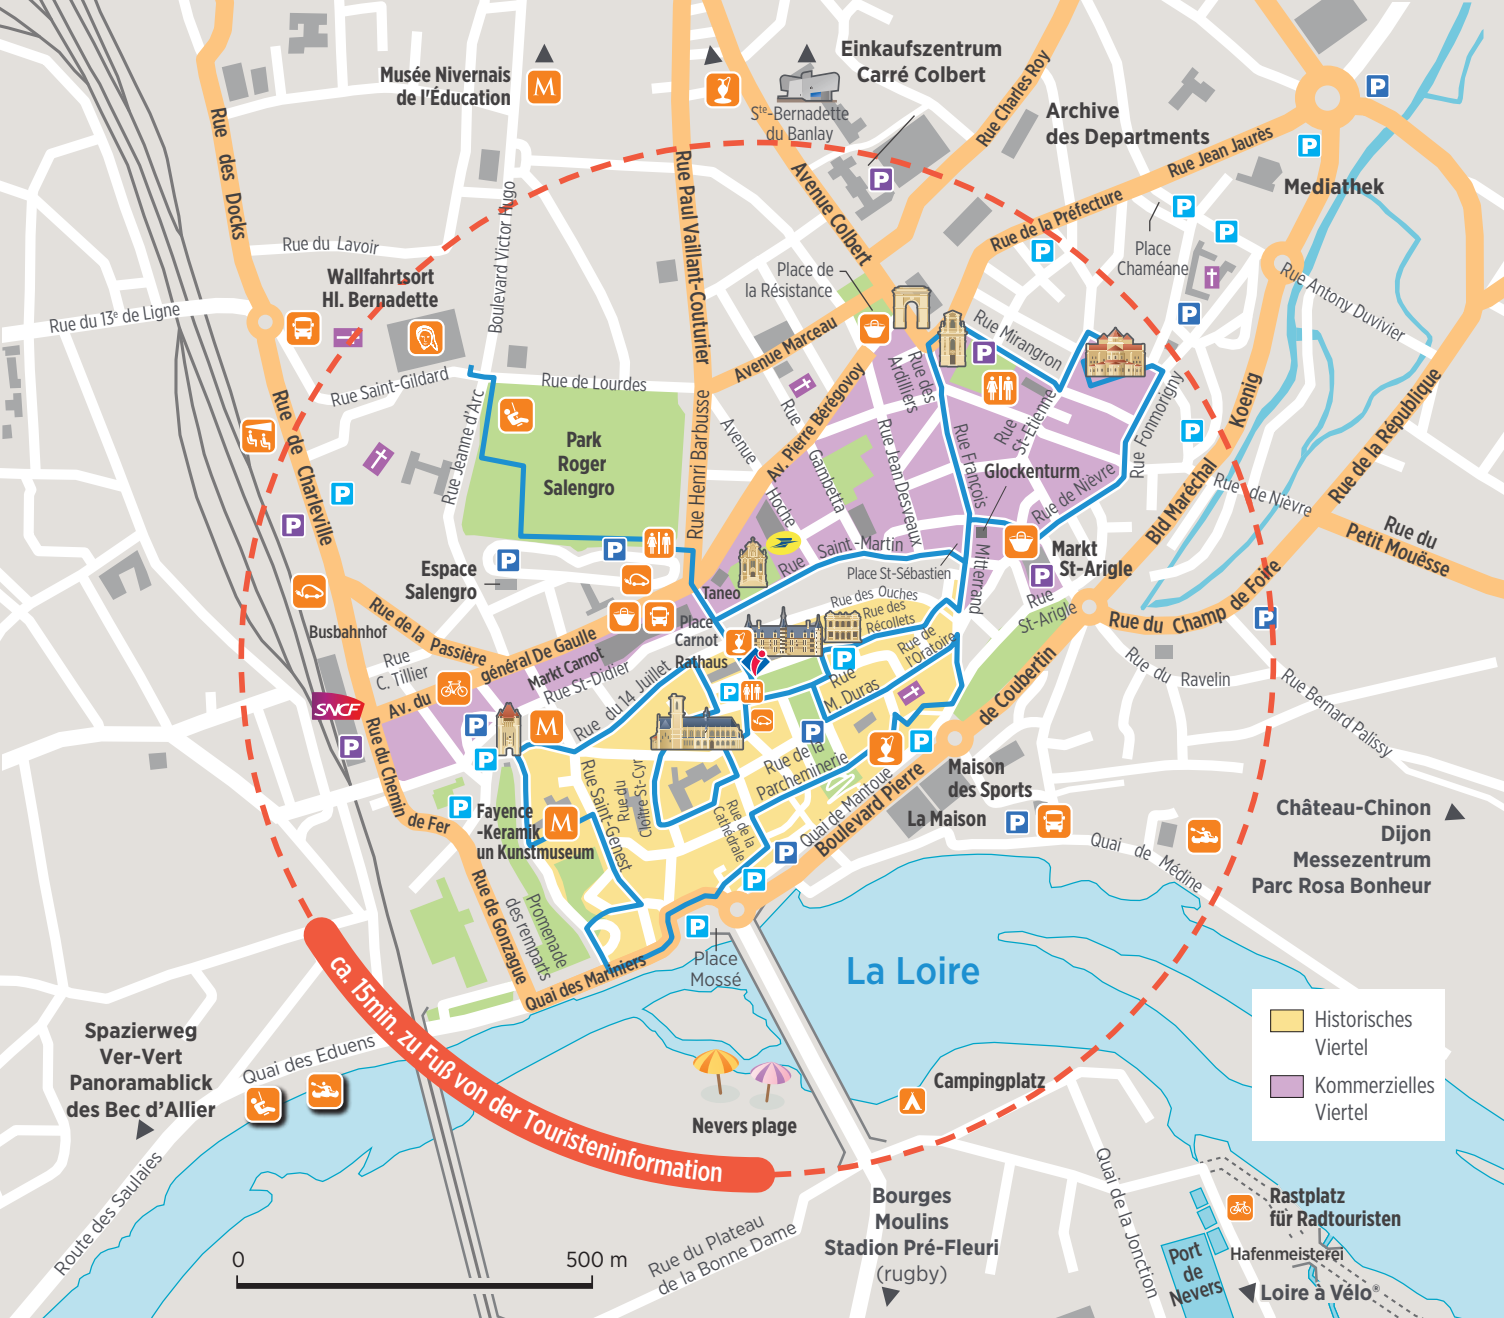 Musée Nivernais
de l'Éducation
M
Einkaufszentrum
Carré Colbert
Ste-Bernadette
du Banlay
Rue Charles Roy
Archive
des Departments
Rue Jean Jaurès
P
P
Mediathek
Rue des Docks
Rue Paul Vaillant-Couturier
Avenue Colbert
P
Rue de la Préfecture
P
P
P
Place
Chaméane
Rue Antony Duvivier
Rue du Lavoir
Boulevard Victor Hugo
Wallfahrtsort
Hl. Bernadette
Place de
la Résistance
Rue du 13e de Ligne
P
Rue Mirangron
P
Avenue Marceau
Rue Saint-Gildard
Rue de Lourdes
Rue des
Ardilliers
Rue de Charleville
Rue Jeanne d'Arc
Park
Roger
Salengro
Rue Henri Barbusse
Avenue
Hoche
Rue
Gambetta
Av. Pierre Bérégovoy
Rue Jean Desveaux
Rue François
Mitterrand
Rue
St-Etienne
Rue Fonmorigny
P
Bld Maréchal
Koenig
Rue de la République
Glockenturm
Rue de Nièvre
Rue de Nièvre
Rue du
Petit Mouësse
P
P
P
P
Espace
Salengro
Rue
Saint-Martin
Place St-Sébastien
Markt
St-Arigle
P
Rue
St-Arigle
Taneo
Rue des Ouches
Rue des
Récollets
Rue de
l'Oratoire
Rue du Champ de Foire
P
Busbahnhof
Rue de la Passière
Place
Carnot
Rathaus
Rue
C. Tillier
Av. du
général De Gaulle
Markt Carnot
Rue St-Didier
Rue du 14 Juillet
P
P
Rue
M. Duras
Rue du Ravelin
Rue Bernard Palissy
de Coubertin
SNCF
P
P
P
M
P
P
Rue de la
Parcheminerie
Rue du Chemin de Fer
P
Fayence
-Keramik
un Kunstmuseum
M
Rue Saint-Genest
Rue du
Cloître St-Cyr
Rue de la
Cathédrale
Quai de Mantoue
Boulevard Pierre
Maison
des Sports
La Maison
P
Quai de Médine
Château-Chinon
Dijon
Messezentrum
Parc Rosa Bonheur
P
P
Rue de Gonzague
Promenade
des remparts
Quai des Mariniers
P
Place
Mossé
La Loire
ca. 15min. zu Fuß von der Touristeninformation
Historisches
Viertel
Kommerzielles
Viertel
Spazierweg
Ver-Vert
Panoramablick
des Bec d'Allier
Quai des Eduens
Nevers plage
Campingplatz
Route des Saulaies
Quai de la Jonction
0 500 m
Rue du Plateau
de la Bonne Dame
Bourges
Moulins
Stadion Pré-Fleuri
(rugby)
Rastplatz
für Radtouristen
Hafenmeisterei
Port
de
Nevers
Loire à Vélo®